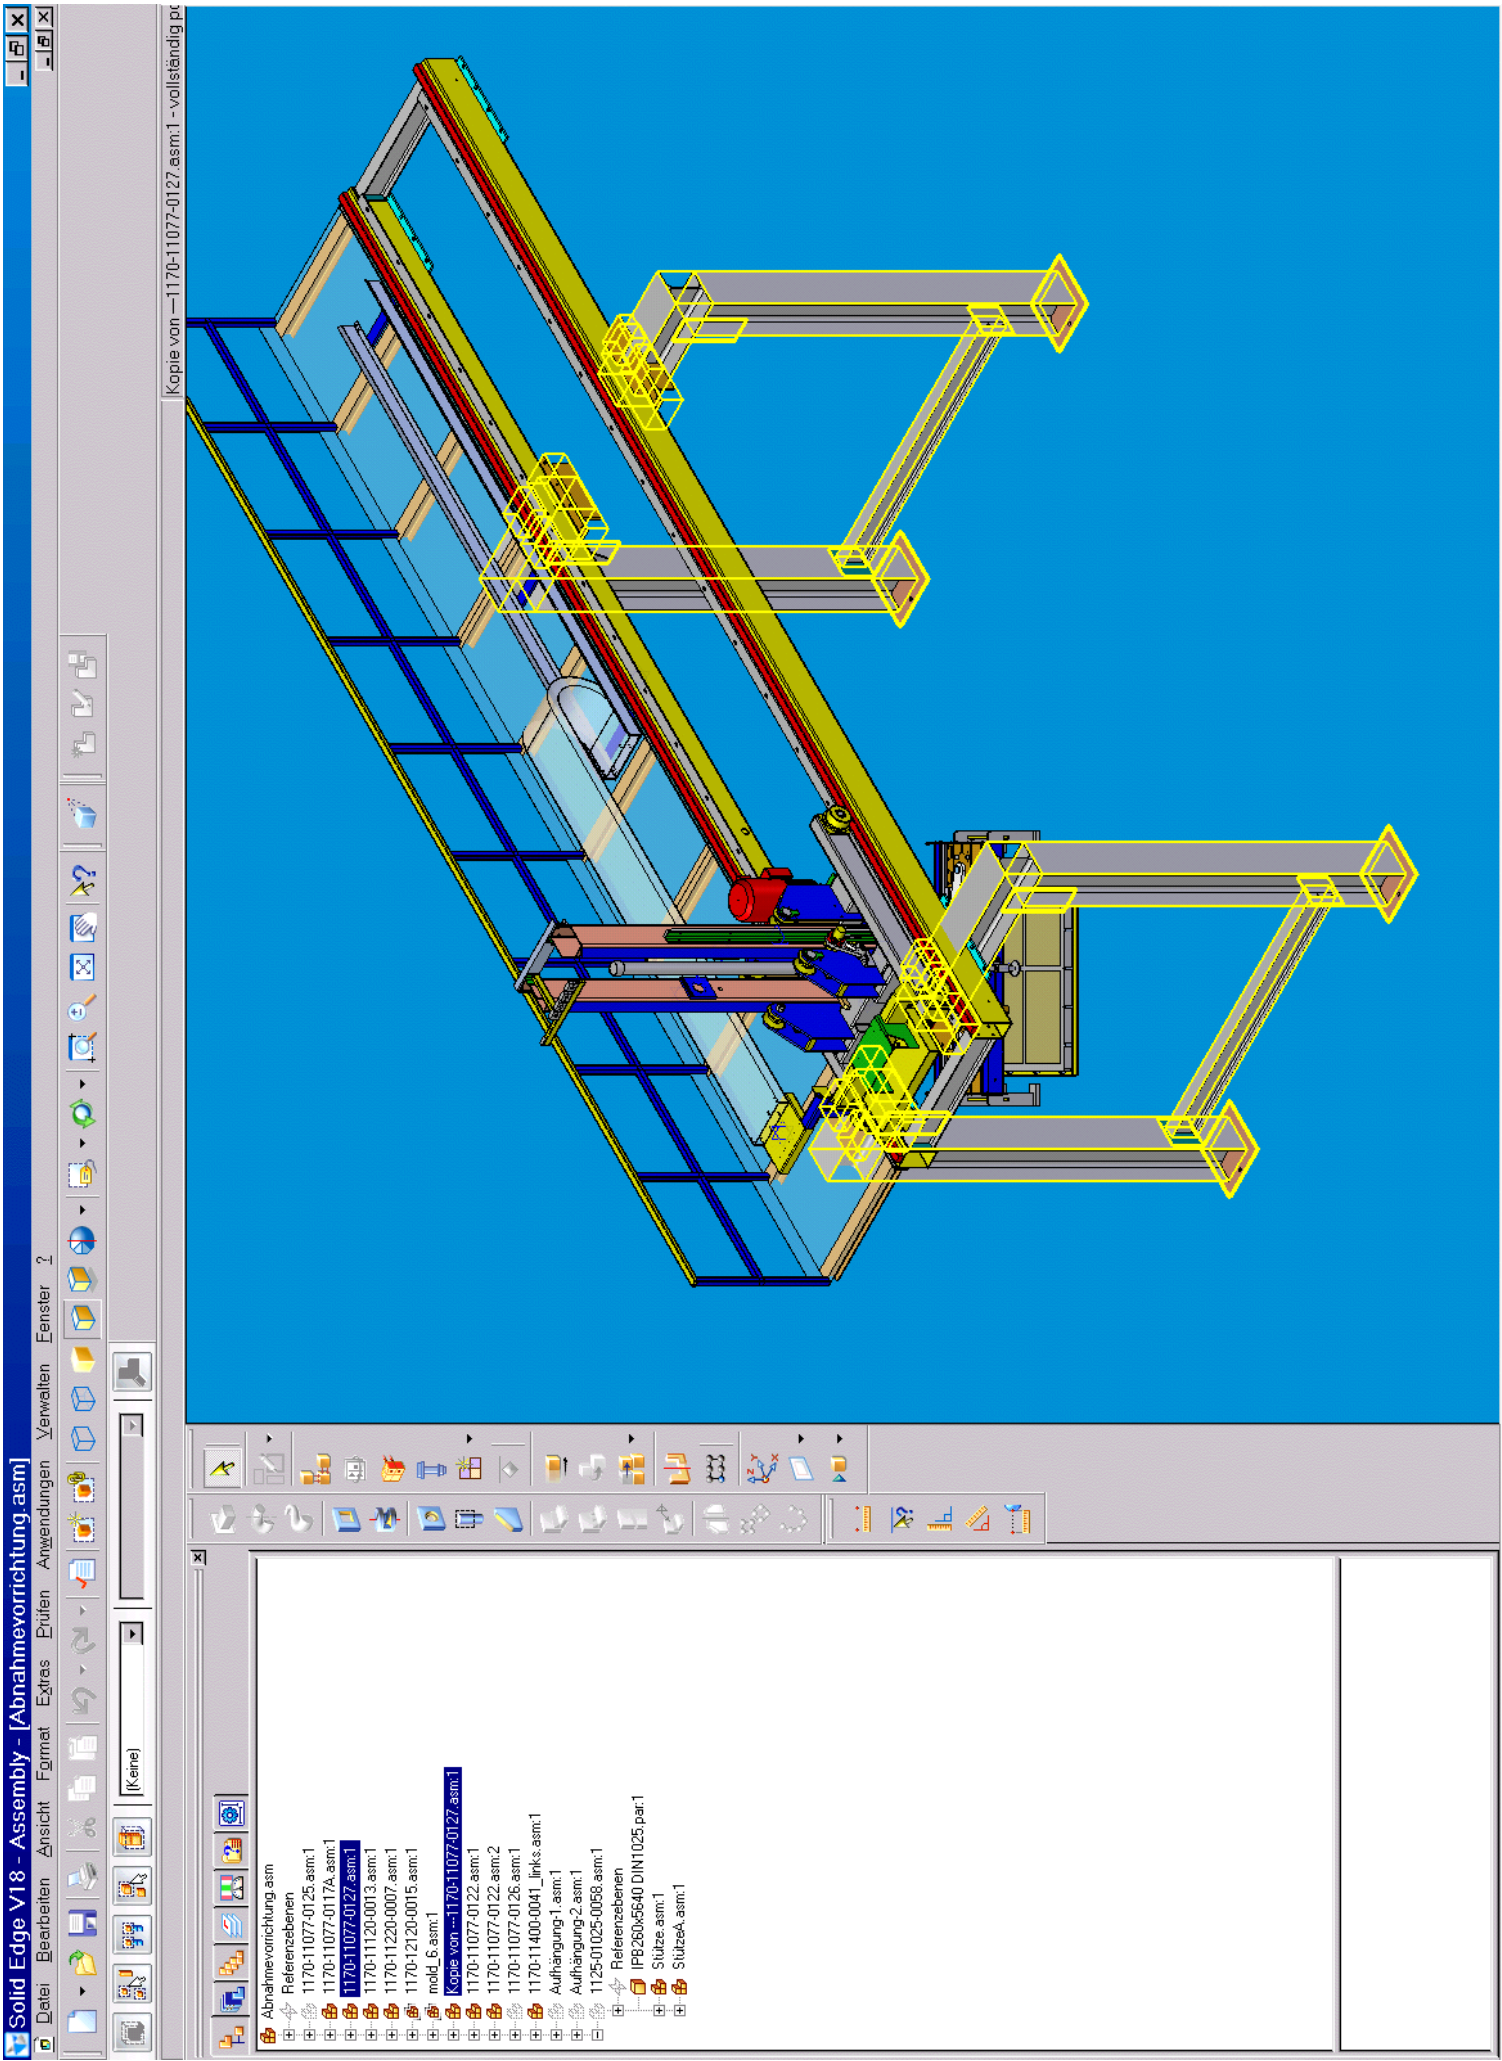 Solid Edge V18 - Assembly - [Abnahmevorrichtung.asm]
Datei Bearbeiten Ansicht Format Extras Prüfen Anwendungen Verwalten Fenster ?
(Keine)
Kopie von ---1170-11077-0127.asm:1 - vollständig po
Abnahmevorrichtung.asm
Referenzebenen
1170-11077-0125.asm:1
1170-11077-0117A.asm:1
1170-11077-0127.asm:1
1170-11120-0013.asm:1
1170-11220-0007.asm:1
1170-12120-0015.asm:1
mold_6.asm:1
Kopie von ---1170-11077-0127.asm:1
1170-11077-0122.asm:1
1170-11077-0122.asm:2
1170-11077-0126.asm:1
1170-11400-0041_links.asm:1
Aufhängung-1.asm:1
Aufhängung-2.asm:1
1125-01025-0058.asm:1
Referenzebenen
IPB260x5640 DIN1025.par:1
Stütze.asm:1
StützeA.asm:1